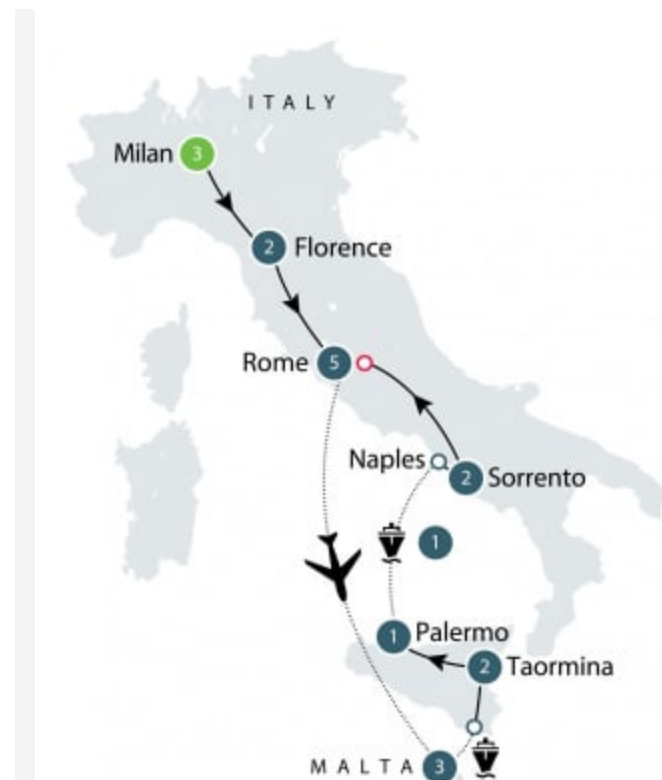 ITALY
Milan 3
2 Florence
Rome 5
Naples
2 Sorrento
1
1 Palermo
2 Taormina
MALTA 3